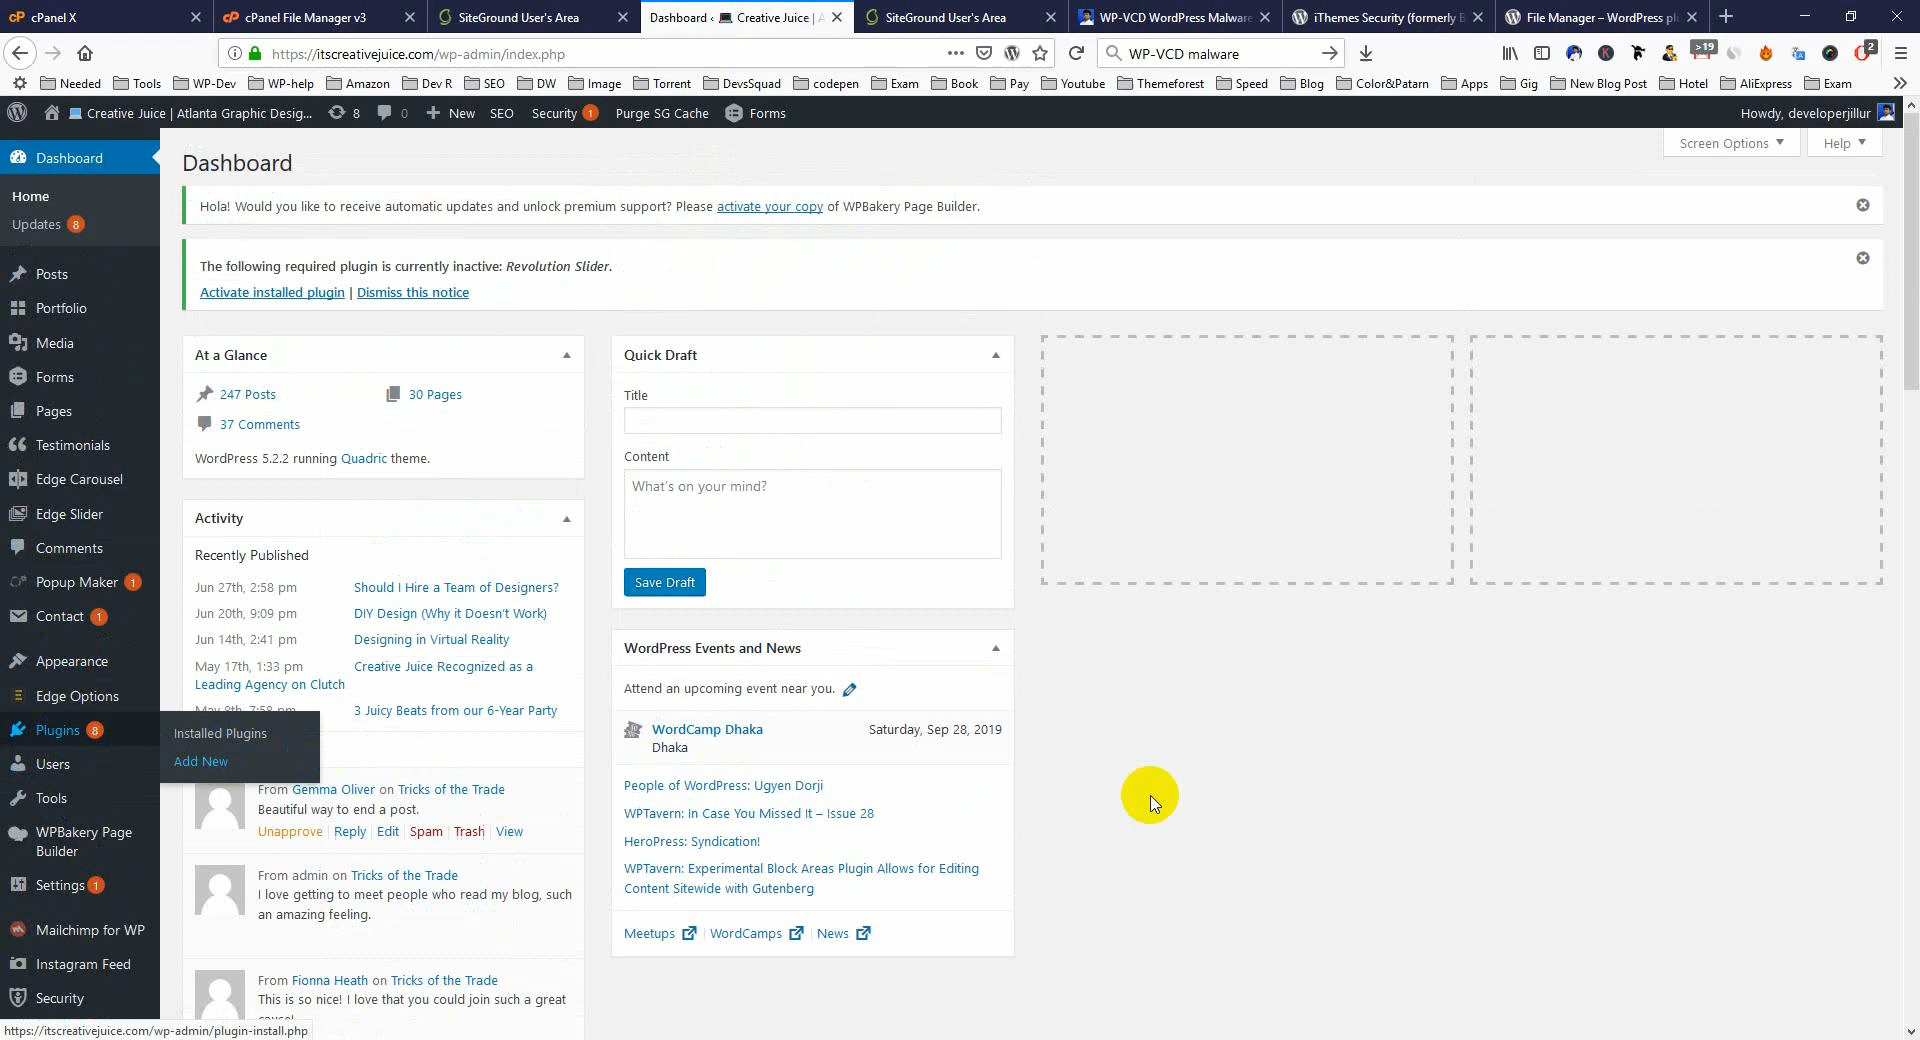 cPanel X
cPanel File Manager v3
SiteGround User's Area
Dashboard ‹ Creative Juice | A
SiteGround User's Area
WP-VCD WordPress Malware
iThemes Security (formerly B
File Manager – WordPress pl
https://itscreativejuice.com/wp-admin/index.php
WP-VCD malware
>19
2
Needed
Tools
WP-Dev
WP-help
Amazon
Dev R
SEO
DW
Image
Torrent
DevsSquad
codepen
Exam
Book
Pay
Youtube
Themeforest
Speed
Blog
Color&Patarn
Apps
Gig
New Blog Post
Hotel
AliExpress
Exam
Creative Juice | Atlanta Graphic Desig...
8
0
New
SEO
Security 1
Purge SG Cache
Forms
Howdy, developerjillur
Dashboard
Home
Updates 8
Posts
Portfolio
Media
Forms
Pages
Testimonials
Edge Carousel
Edge Slider
Comments
Popup Maker 1
Contact 1
Appearance
Edge Options
Plugins 8
Installed Plugins
Add New
Users
Tools
WPBakery Page
Builder
Settings 1
Mailchimp for WP
Instagram Feed
Security
https://itscreativejuice.com/wp-admin/plugin-install.php
Screen Options
Help
Dashboard
Hola! Would you like to receive automatic updates and unlock premium support? Please activate your copy of WPBakery Page Builder.
The following required plugin is currently inactive: Revolution Slider.
Activate installed plugin | Dismiss this notice
At a Glance
247 Posts
30 Pages
37 Comments
WordPress 5.2.2 running Quadric theme.
Activity
Recently Published
Jun 27th, 2:58 pm Should I Hire a Team of Designers?
Jun 20th, 9:09 pm DIY Design (Why it Doesn't Work)
Jun 14th, 2:41 pm Designing in Virtual Reality
May 17th, 1:33 pm Creative Juice Recognized as a
Leading Agency on Clutch
May 8th, 7:58 pm 3 Juicy Beats from our 6-Year Party
From Gemma Oliver on Tricks of the Trade
Beautiful way to end a post.
Unapprove | Reply | Edit | Spam | Trash | View
From admin on Tricks of the Trade
I love getting to meet people who read my blog, such
an amazing feeling.
From Fionna Heath on Tricks of the Trade
This is so nice! I love that you could join such a great
cause!
Quick Draft
Title
Content
What's on your mind?
Save Draft
WordPress Events and News
Attend an upcoming event near you.
WordCamp Dhaka Saturday, Sep 28, 2019
Dhaka
People of WordPress: Ugyen Dorji
WPTavern: In Case You Missed It – Issue 28
HeroPress: Syndication!
WPTavern: Experimental Block Areas Plugin Allows for Editing
Content Sitewide with Gutenberg
Meetups | WordCamps | News